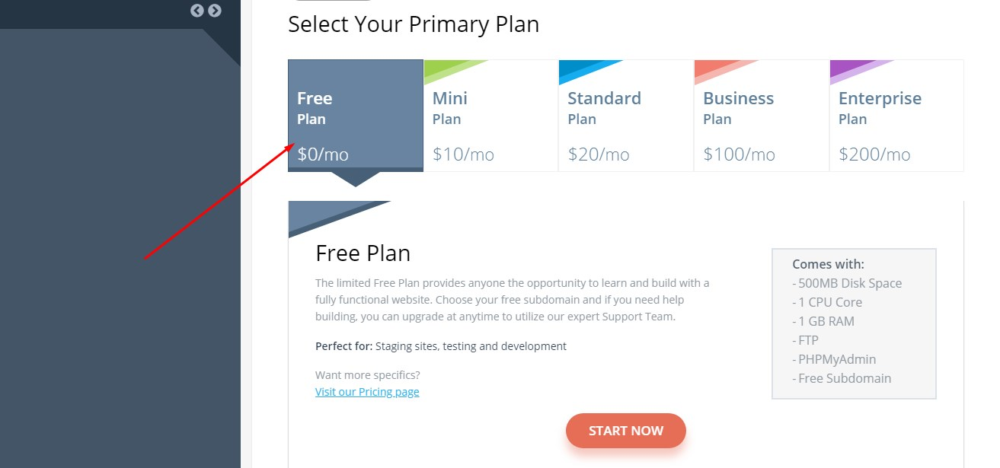 Select Your Primary Plan
Free
Plan
$0/mo
Mini
Plan
$10/mo
Standard
Plan
$20/mo
Business
Plan
$100/mo
Enterprise
Plan
$200/mo
Free Plan
The limited Free Plan provides anyone the opportunity to learn and build with a
fully functional website. Choose your free subdomain and if you need help
building, you can upgrade at anytime to utilize our expert Support Team.
Perfect for: Staging sites, testing and development
Want more specifics?
Visit our Pricing page
Comes with:
- 500MB Disk Space
- 1 CPU Core
- 1 GB RAM
- FTP
- PHPMyAdmin
- Free Subdomain
START NOW